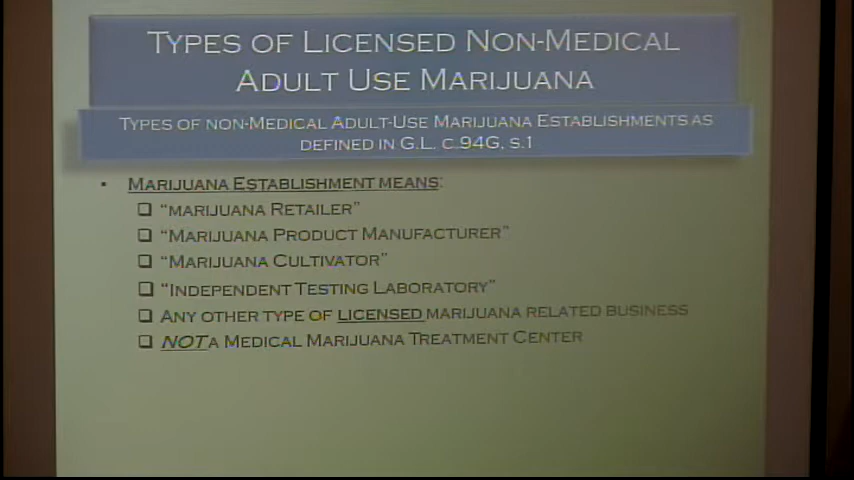 TYPES OF LICENSED NON-MEDICAL
ADULT USE MARIJUANA
TYPES OF NON-MEDICAL ADULT-USE MARIJUANA ESTABLISHMENTS AS
DEFINED IN G.L. C.94G, S.1
• MARIJUANA ESTABLISHMENT MEANS:
❑ "MARIJUANA RETAILER"
❑ "MARIJUANA PRODUCT MANUFACTURER"
❑ "MARIJUANA CULTIVATOR"
❑ "INDEPENDENT TESTING LABORATORY"
❑ ANY OTHER TYPE OF LICENSED MARIJUANA RELATED BUSINESS
❑ NOT A MEDICAL MARIJUANA TREATMENT CENTER